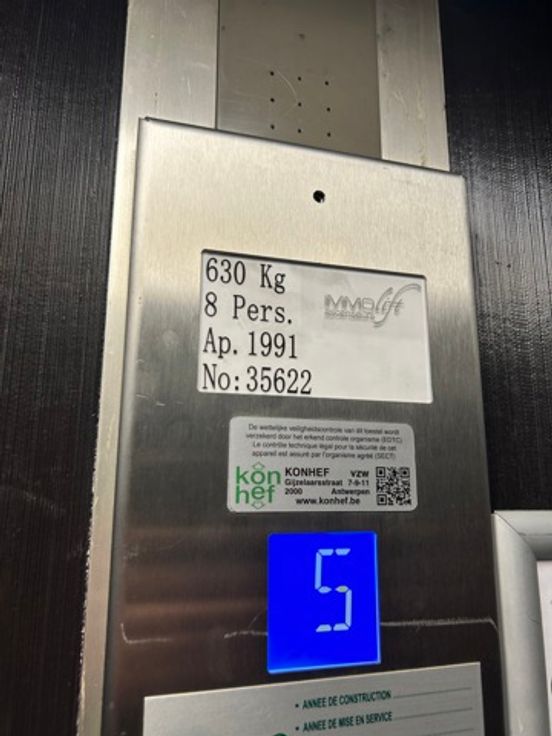 630 Kg
8 Pers.
Ap. 1991
No: 35622
IMMOlift
De wettelijke veiligheidscontrole van dit toestel wordt
verzekerd door het erkend controle organisme (EDTC)
Le contrôle technique légal pour la sécurité de cet
appareil est assuré par l'organisme agréé (SECT)
kon
hef
KONHEF VZW
Gijzelaarsstraat 7-9-11
2000 Antwerpen
www.konhef.be
5
• ANNEE DE CONSTRUCTION
• ANNEE DE MISE EN SERVICE